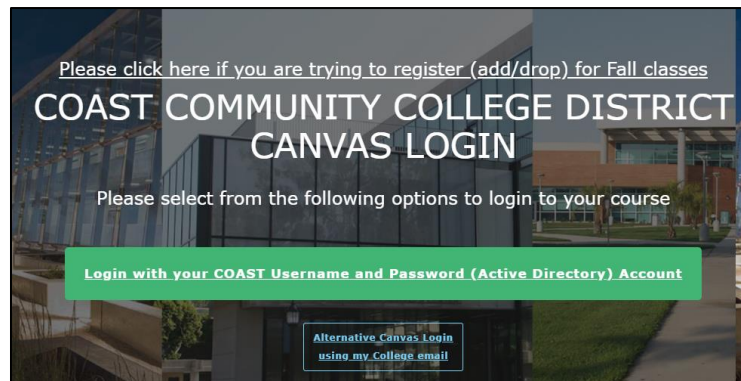 Please click here if you are trying to register (add/drop) for Fall classes
COAST COMMUNITY COLLEGE DISTRICT
CANVAS LOGIN
Please select from the following options to login to your course
Login with your COAST Username and Password (Active Directory) Account
Alternative Canvas Login
using my College email